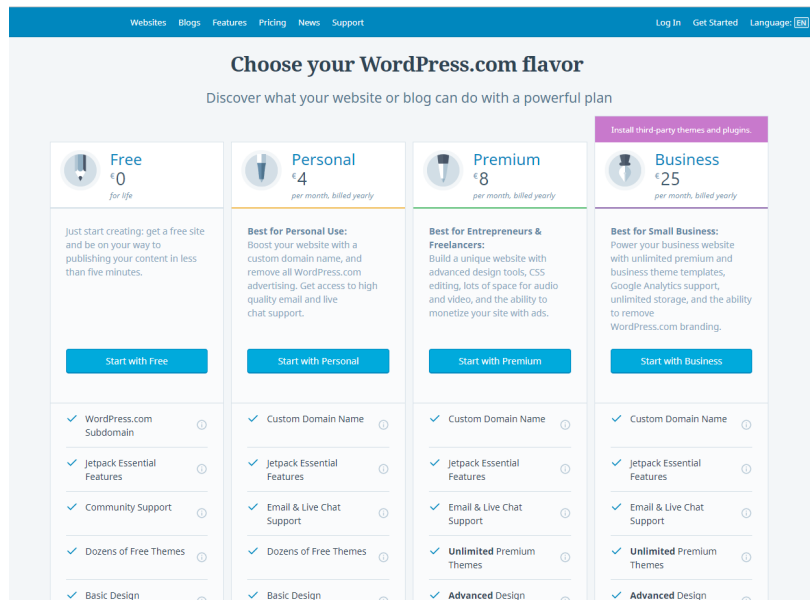 Websites Blogs Features Pricing News Support Log In Get Started Language: EN
Choose your WordPress.com flavor
Discover what your website or blog can do with a powerful plan
Install third-party themes and plugins.
Free
€0
for life
Just start creating: get a free site
and be on your way to
publishing your content in less
than five minutes.
Start with Free
WordPress.com
Subdomain
Jetpack Essential
Features
Community Support
Dozens of Free Themes
Basic Design
Personal
€4
per month, billed yearly
Best for Personal Use:
Boost your website with a
custom domain name, and
remove all WordPress.com
advertising. Get access to high
quality email and live
chat support.
Start with Personal
Custom Domain Name
Jetpack Essential
Features
Email & Live Chat
Support
Dozens of Free Themes
Basic Design
Premium
€8
per month, billed yearly
Best for Entrepreneurs &
Freelancers:
Build a unique website with
advanced design tools, CSS
editing, lots of space for audio
and video, and the ability to
monetize your site with ads.
Start with Premium
Custom Domain Name
Jetpack Essential
Features
Email & Live Chat
Support
Unlimited Premium
Themes
Advanced Design
Business
€25
per month, billed yearly
Best for Small Business:
Power your business website
with unlimited premium and
business theme templates,
Google Analytics support,
unlimited storage, and the ability
to remove
WordPress.com branding.
Start with Business
Custom Domain Name
Jetpack Essential
Features
Email & Live Chat
Support
Unlimited Premium
Themes
Advanced Design